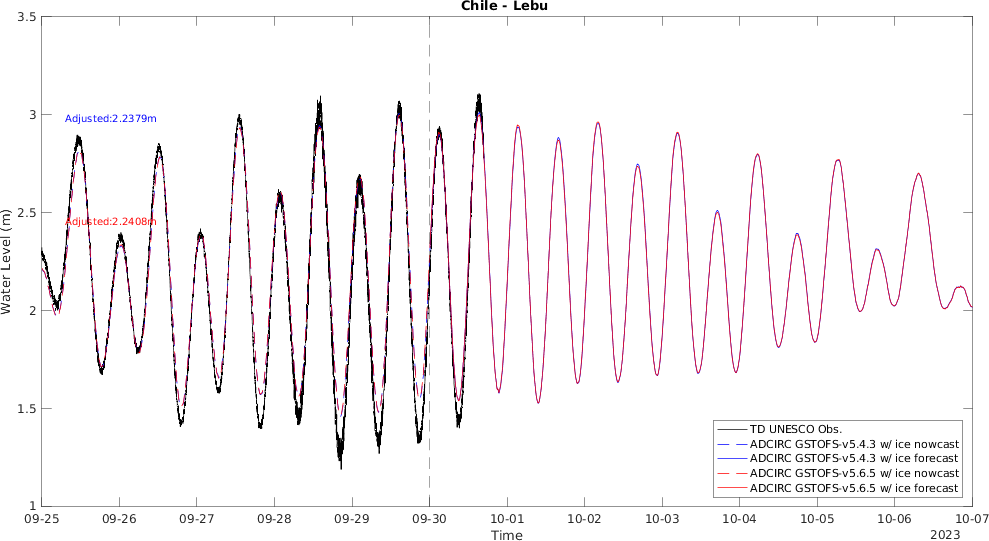 Chile - Lebu
3.5
3
2.5
2
1.5
1
Water Level (m)
Adjusted:2.2379m
Adjusted:2.2408m
TD UNESCO Obs.
ADCIRC GSTOFS-v5.4.3 w/ ice nowcast
ADCIRC GSTOFS-v5.4.3 w/ ice forecast
ADCIRC GSTOFS-v5.6.5 w/ ice nowcast
ADCIRC GSTOFS-v5.6.5 w/ ice forecast
09-25 09-26 09-27 09-28 09-29 09-30 10-01 10-02 10-03 10-04 10-05 10-06 10-07
Time
2023